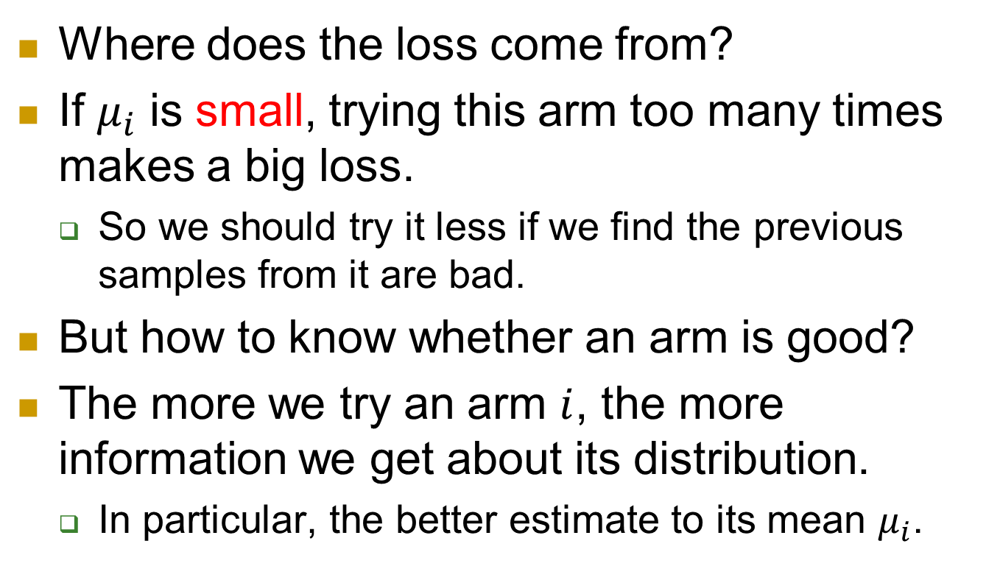 Where does the loss come from?
If μᵢ is small, trying this arm too many times
makes a big loss.
So we should try it less if we find the previous
samples from it are bad.
But how to know whether an arm is good?
The more we try an arm i, the more
information we get about its distribution.
In particular, the better estimate to its mean μᵢ.